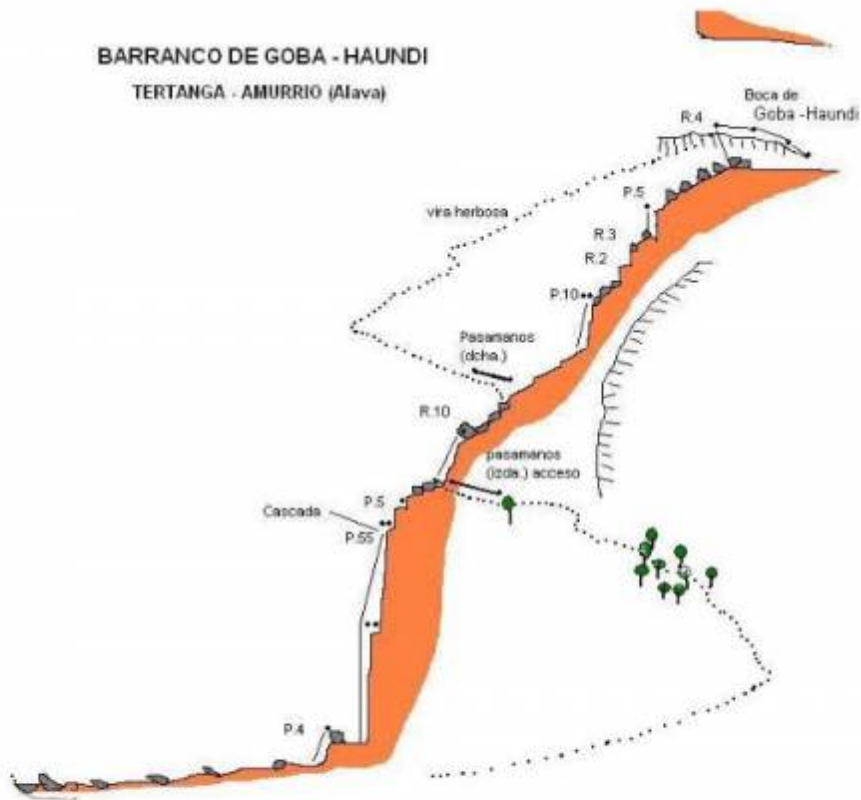 BARRANCO DE GOBA - HAUNDI
TERTANGA - AMURRIO (Alava)
Boca de
Goba -Haundi
R.4
P.5
vira herbosa
R.3
R.2
P.10
Pasamanos
(dcha.)
R.10
pasamanos
(izda.) acceso
P.5
Cascada
P.55
P.4